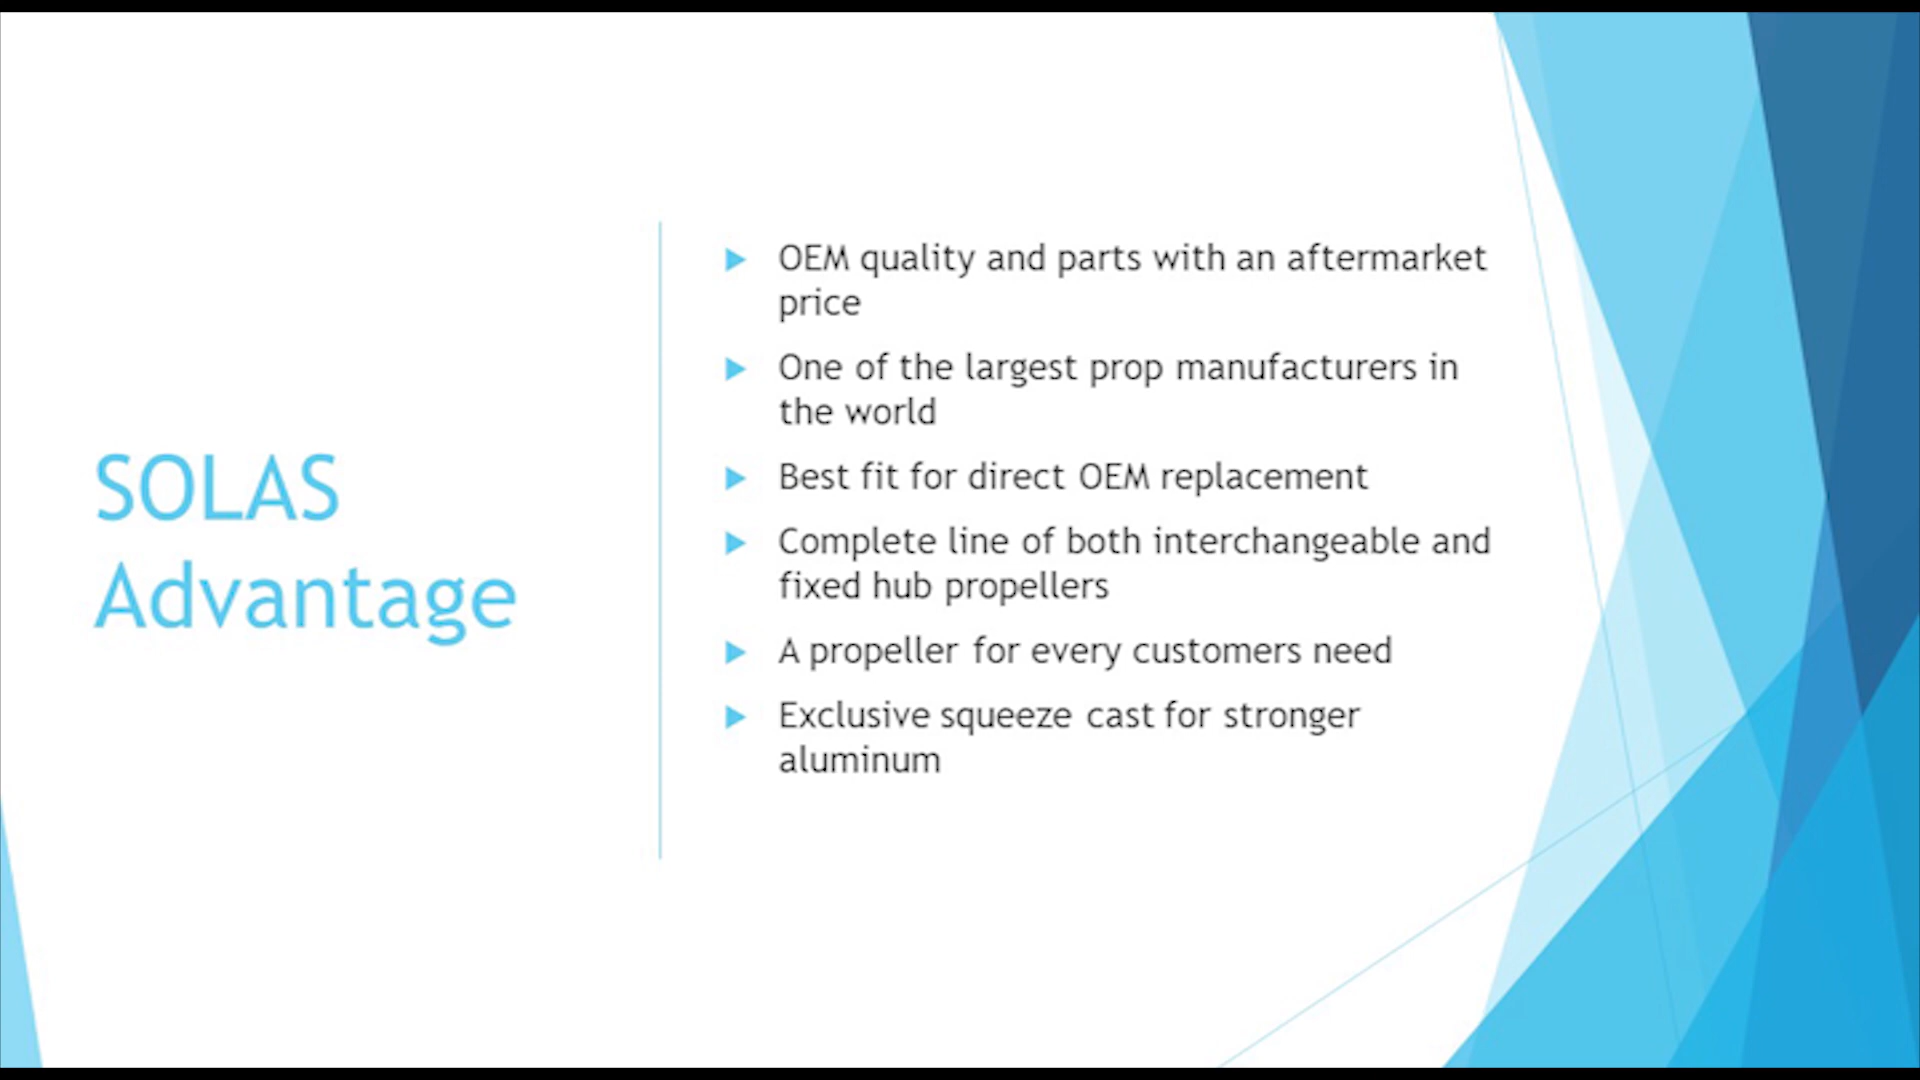 SOLAS
Advantage
OEM quality and parts with an aftermarket
price
One of the largest prop manufacturers in
the world
Best fit for direct OEM replacement
Complete line of both interchangeable and
fixed hub propellers
A propeller for every customers need
Exclusive squeeze cast for stronger
aluminum